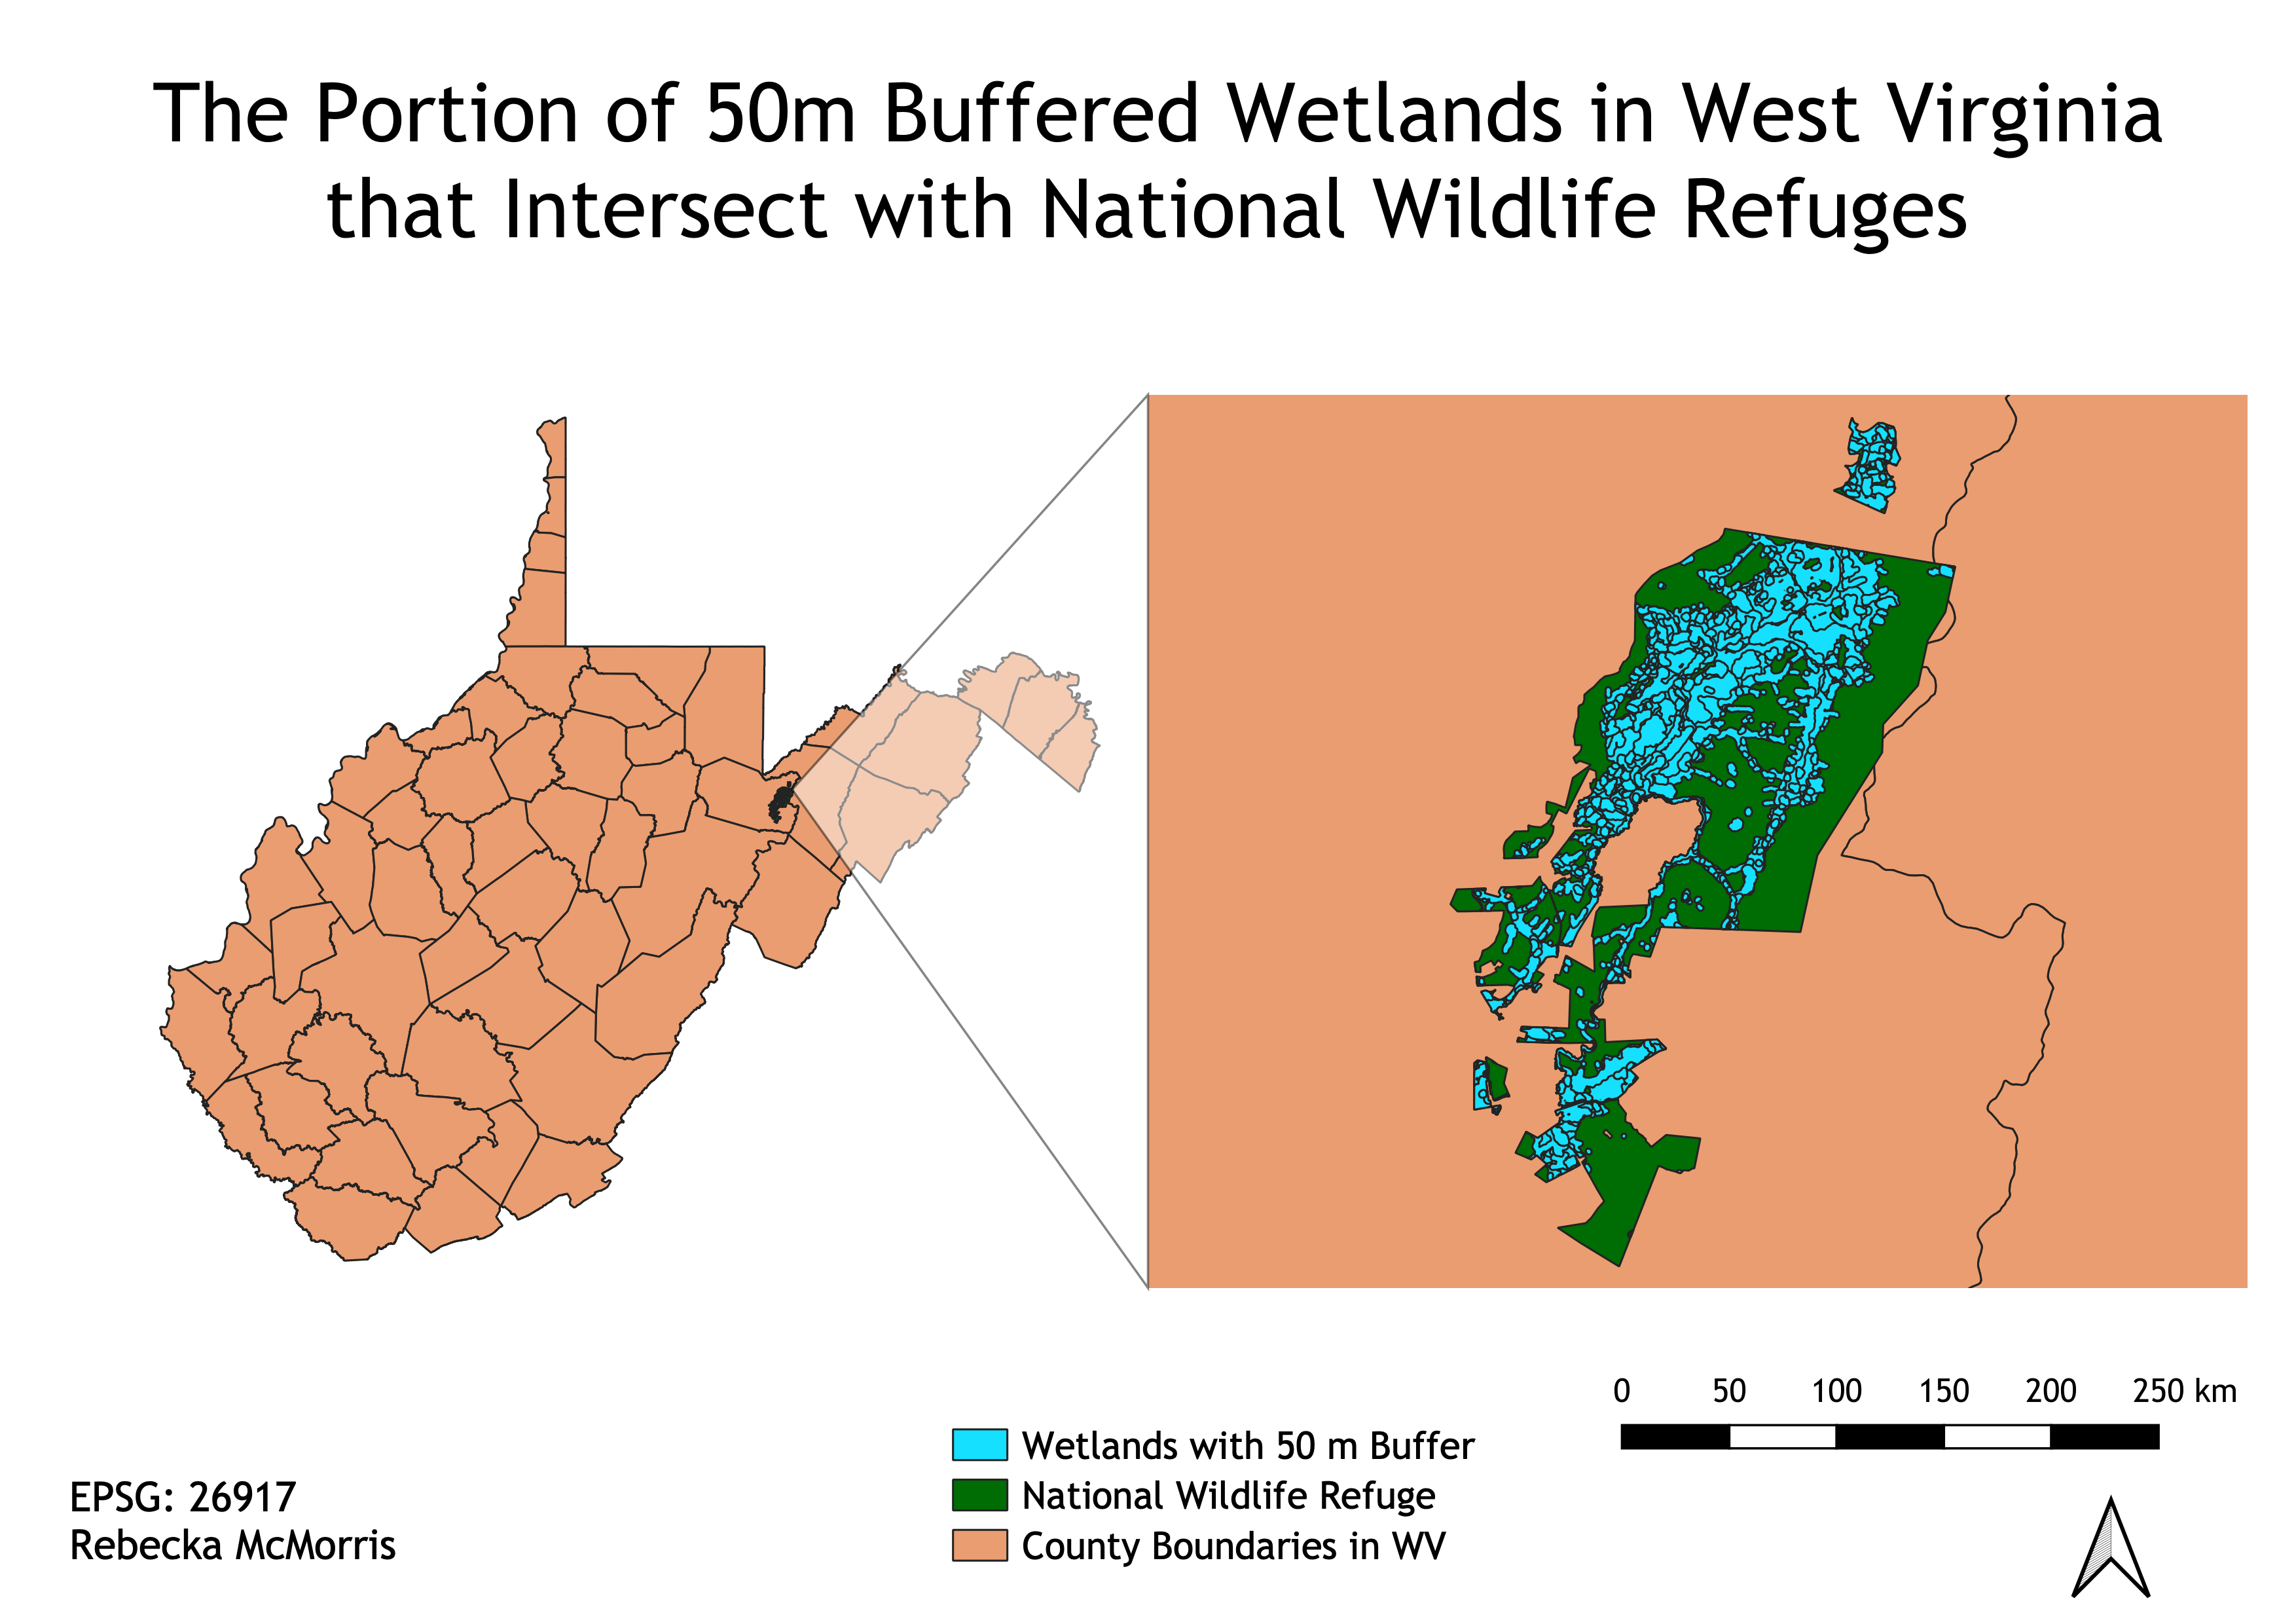 The Portion of 50m Buffered Wetlands in West Virginia
that Intersect with National Wildlife Refuges
0 50 100 150 200 250 km
Wetlands with 50 m Buffer
National Wildlife Refuge
County Boundaries in WV
EPSG: 26917
Rebecka McMorris